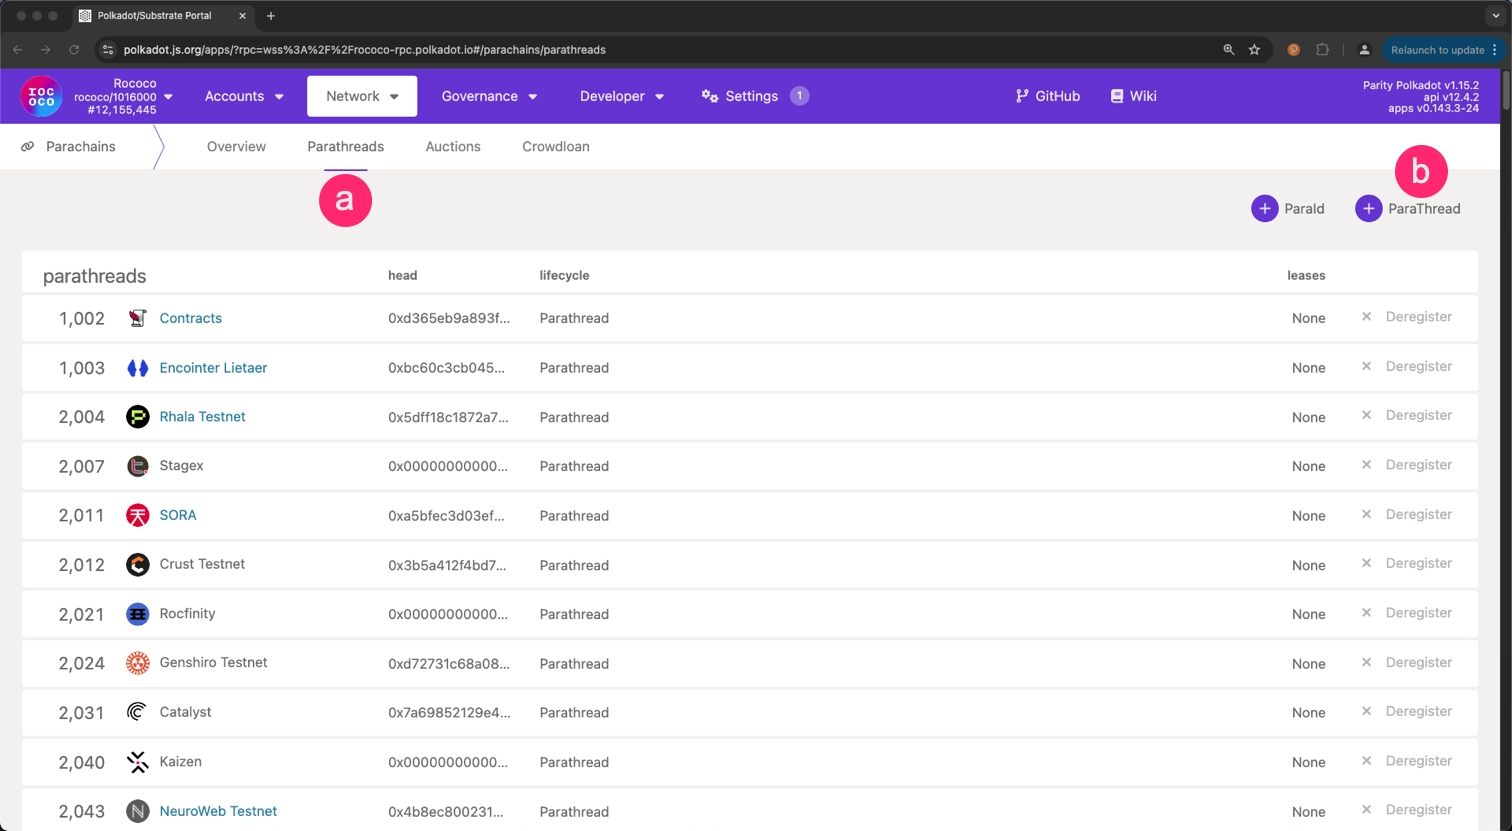 Polkadot/Substrate Portal
polkadot.js.org/apps/?rpc=wss%3A%2F%2Frococo-rpc.polkadot.io#/parachains/parathreads
Relaunch to update
roc
oco
Rococo
rococo/1016000
#12,155,445
Accounts
Network
Governance
Developer
Settings
1
GitHub
Wiki
Parity Polkadot v1.15.2
api v12.4.2
apps v0.143.3-24
Parachains
Overview
Parathreads
Auctions
Crowdloan
a
b
ParaId
ParaThread
parathreads head lifecycle leases
1,002 Contracts 0xd365eb9a893f... Parathread None Deregister
1,003 Encointer Lietaer 0xbc60c3cb045... Parathread None Deregister
2,004 Rhala Testnet 0x5dff18c1872a7... Parathread None Deregister
2,007 Stagex 0x00000000000... Parathread None Deregister
2,011 SORA 0xa5bfec3d03ef... Parathread None Deregister
2,012 Crust Testnet 0x3b5a412f4bd7... Parathread None Deregister
2,021 Rocfinity 0x00000000000... Parathread None Deregister
2,024 Genshiro Testnet 0xd72731c68a08... Parathread None Deregister
2,031 Catalyst 0x7a69852129e4... Parathread None Deregister
2,040 Kaizen 0x00000000000... Parathread None Deregister
2,043 NeuroWeb Testnet 0x4b8ec800231... Parathread None Deregister